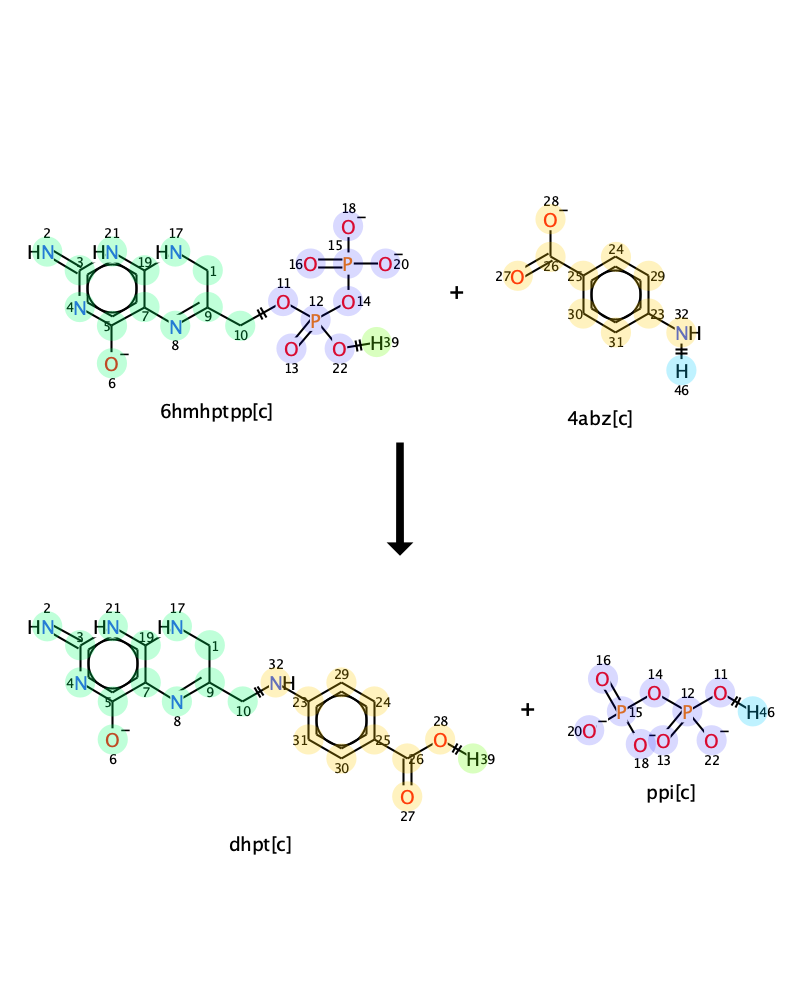 18
O−
2 21 17 15
HN HN HN 16 O P O− 20
3 19 1 11 12 14
4 N 7 9 O P O
5 N 10 O O H 39
O− 8 13 22
6
6hmhptpp[c]
+
28
O−
24
27 O 26 25 29
30 23 32
31 NH
H
46
4abz[c]
2 21 17
HN HN HN
3 19 1 32 29
4 N 7 9 NH 23 24
5 N 10 31 25 28
O− 8 30 26 O H 39
6 O
27
dhpt[c]
+
16 14 11
O O 12 O H 46
20 O− P 15 P
O− O O−
18 13 22
ppi[c]